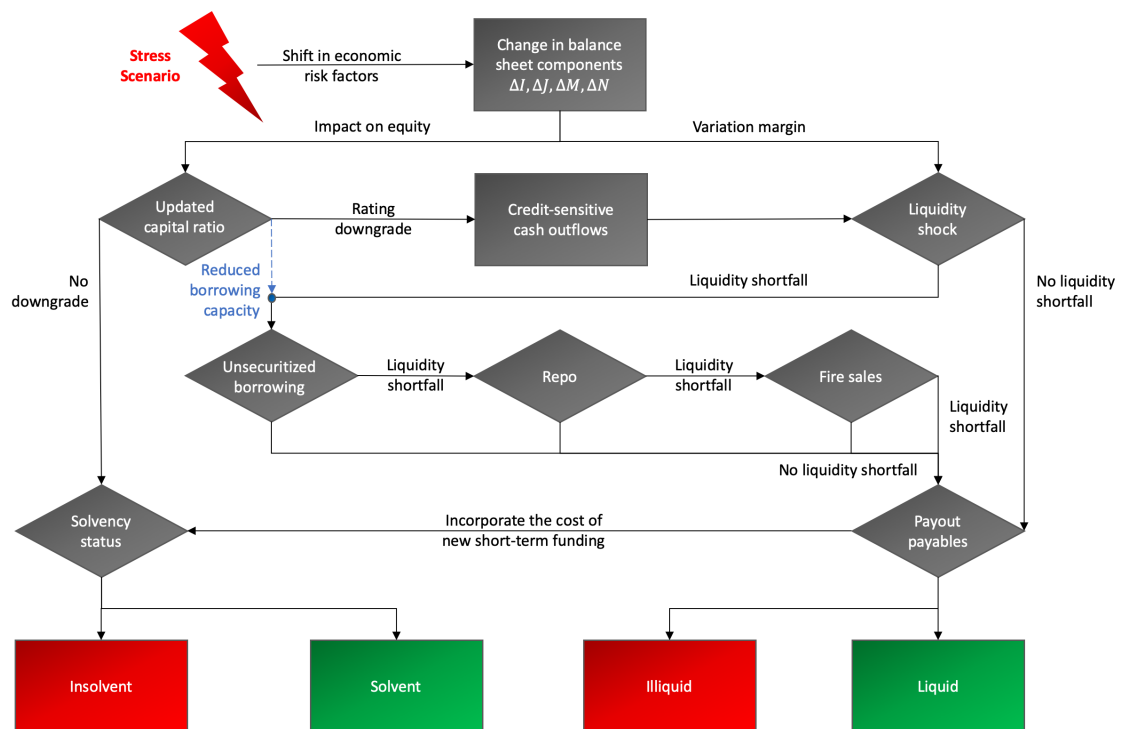 Stress
Scenario
Shift in economic
risk factors
Change in balance
sheet components
ΔI, ΔJ, ΔM, ΔN
Impact on equity
Variation margin
Updated
capital ratio
Rating
downgrade
Credit-sensitive
cash outflows
Liquidity
shock
No
downgrade
Reduced
borrowing
capacity
Liquidity shortfall
No liquidity
shortfall
Unsecuritized
borrowing
Liquidity
shortfall
Repo
Liquidity
shortfall
Fire sales
Liquidity
shortfall
No liquidity shortfall
Solvency
status
Incorporate the cost of
new short-term funding
Payout
payables
Insolvent
Solvent
Illiquid
Liquid